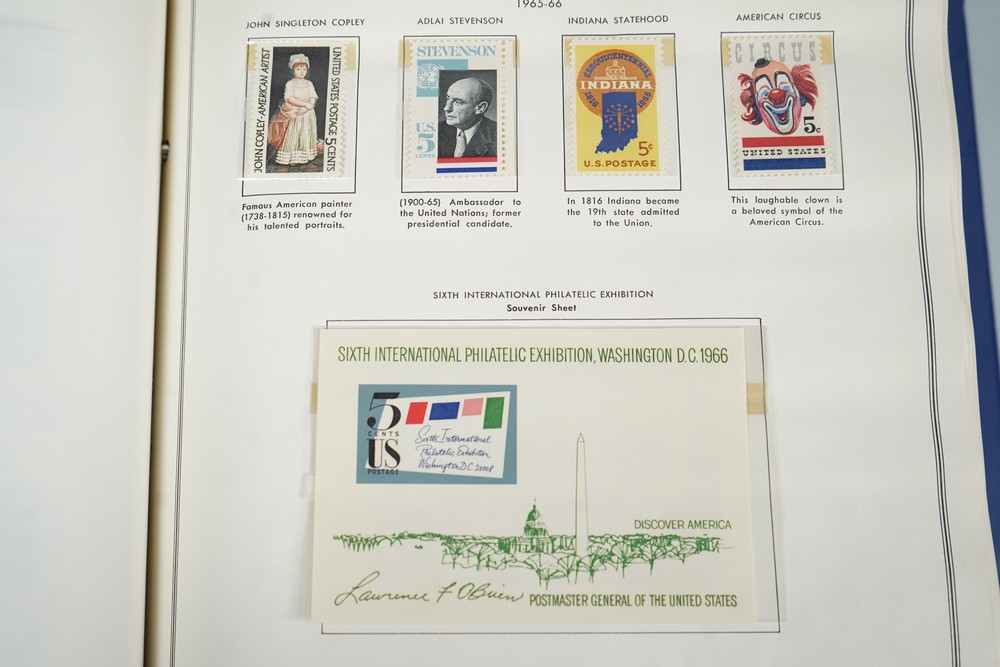 1965-66
JOHN SINGLETON COPLEY
JOHN COPLEY·AMERICAN ARTIST
UNITED STATES POSTAGE 5 CENTS
Famous American painter
(1738-1815) renowned for
his talented portraits.
ADLAI STEVENSON
STEVENSON
U.S.
5
CENTS
(1900-65) Ambassador to
the United Nations; former
presidential candidate.
INDIANA STATEHOOD
SESQUICENTENNIAL
INDIANA
1816 1966
5¢
U.S. POSTAGE
In 1816 Indiana became
the 19th state admitted
to the Union.
AMERICAN CIRCUS
CIRCUS
5c
UNITED STATES
This laughable clown is
a beloved symbol of the
American Circus.
SIXTH INTERNATIONAL PHILATELIC EXHIBITION
Souvenir Sheet
SIXTH INTERNATIONAL PHILATELIC EXHIBITION, WASHINGTON D.C. 1966
5
CENTS
US
POSTAGE
Sixth International
Philatelic Exhibition
Washington D.C. 20008
DISCOVER AMERICA
Lawrence F O'Brien POSTMASTER GENERAL OF THE UNITED STATES